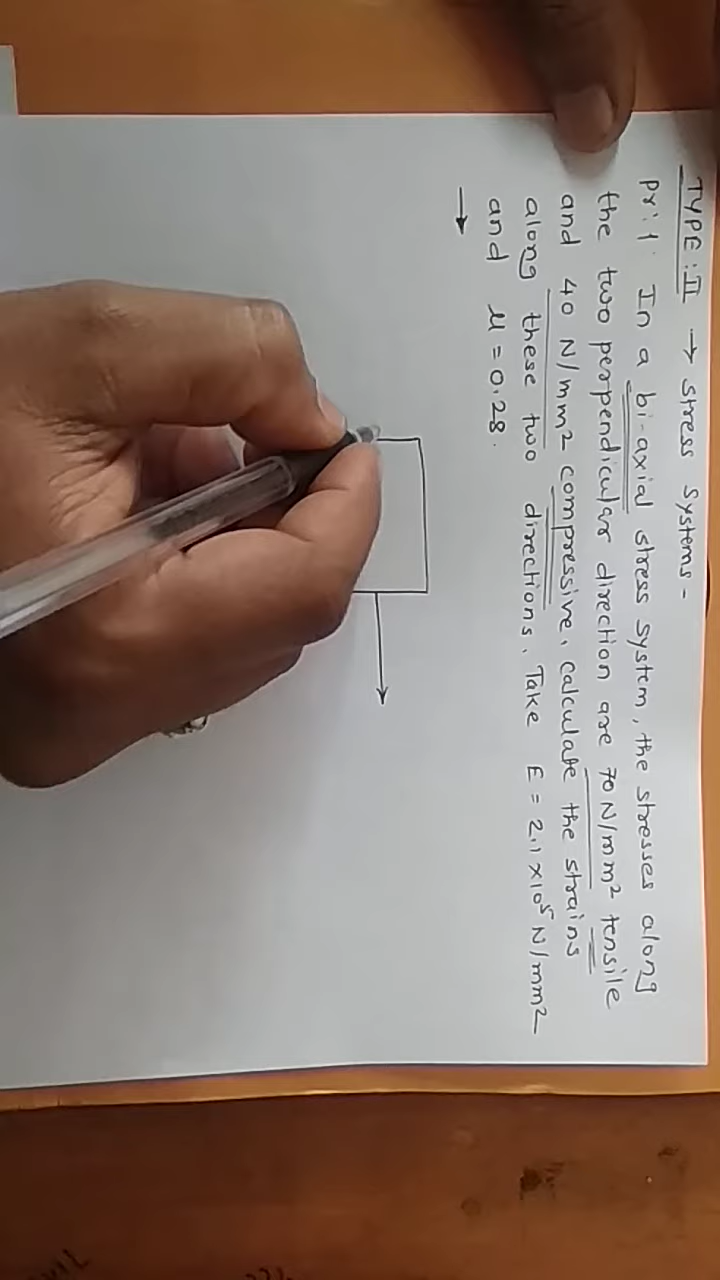 TYPE:II → stress systems-
Pr:1. In a bi-axial stress system, the stresses along
the two perpendicular direction are 70 N/mm² tensile
and 40 N/mm² compressive, calculate the strains
along these two directions. Take E = 2.1 x 10⁵ N/mm²
and μ = 0.28.
→